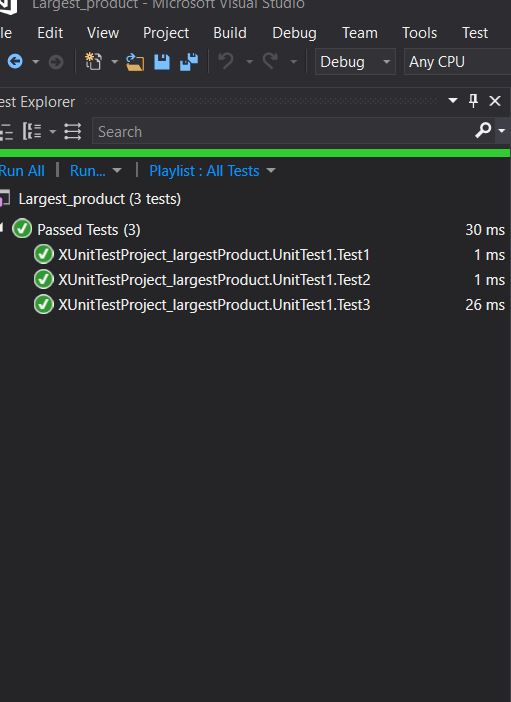 Largest_product - Microsoft Visual Studio
le Edit View Project Build Debug Team Tools Test
Debug Any CPU
est Explorer
Search
Run All Run... Playlist : All Tests
Largest_product (3 tests)
Passed Tests (3) 30 ms
XUnitTestProject_largestProduct.UnitTest1.Test1 1 ms
XUnitTestProject_largestProduct.UnitTest1.Test2 1 ms
XUnitTestProject_largestProduct.UnitTest1.Test3 26 ms